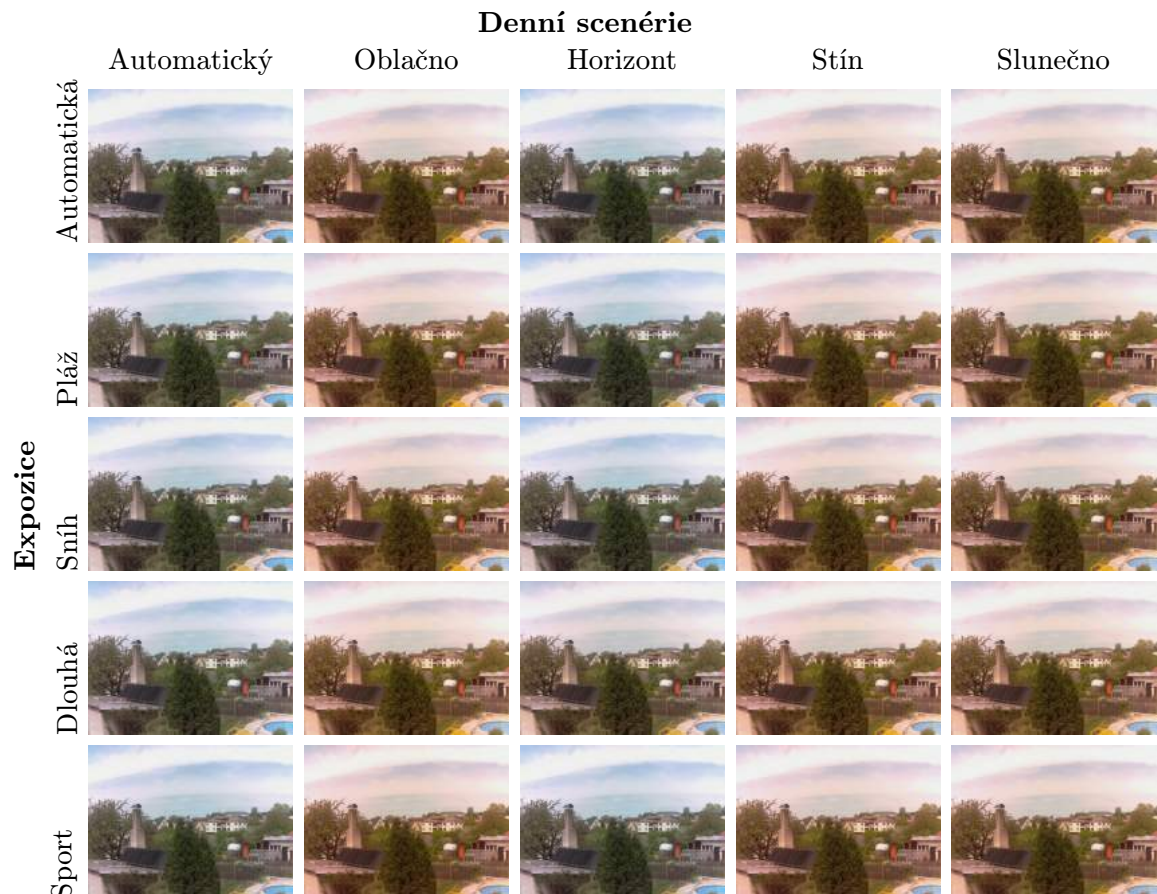 Denní scenérie
Automatický Oblačno Horizont Stín Slunečno
Expozice
Automatická
Pláž
Sníh
Dlouhá
Sport